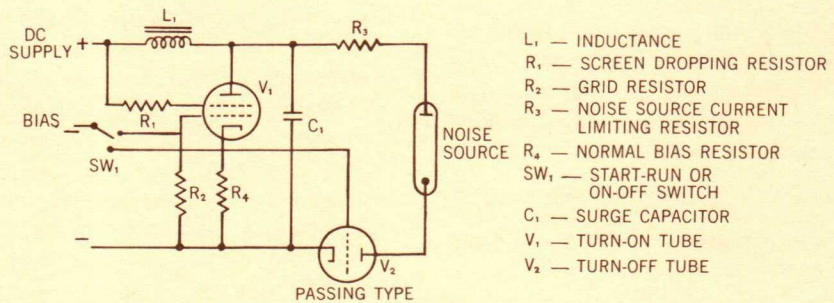 L₁
DC
SUPPLY +
R₃
V₁
R₁
BIAS
–
C₁
NOISE
SOURCE
SW₁
R₂
R₄
–
V₂
PASSING TYPE
L₁ — INDUCTANCE
R₁ — SCREEN DROPPING RESISTOR
R₂ — GRID RESISTOR
R₃ — NOISE SOURCE CURRENT
LIMITING RESISTOR
R₄ — NORMAL BIAS RESISTOR
SW₁ — START-RUN OR
ON-OFF SWITCH
C₁ — SURGE CAPACITOR
V₁ — TURN-ON TUBE
V₂ — TURN-OFF TUBE